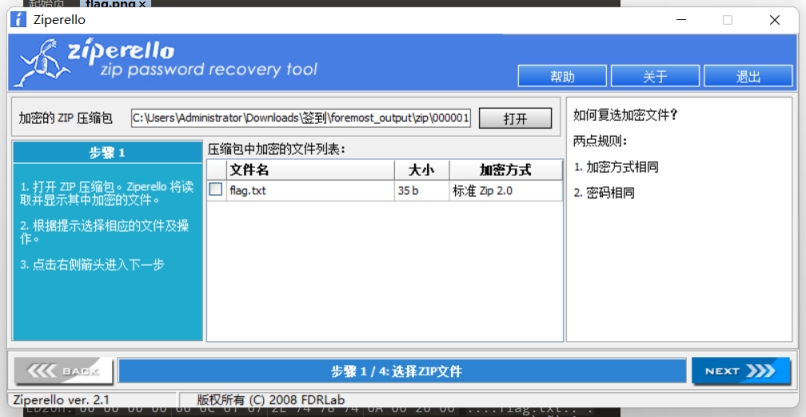 起始页 flag.png ×
Ziperello
ziperello
zip password recovery tool
帮助 关于 退出
加密的 ZIP 压缩包 C:\Users\Administrator\Downloads\签到\foremost_output\zip\000001 打开
步骤 1
1. 打开 ZIP 压缩包。Ziperello 将读
取并显示其中加密的文件。
2. 根据提示选择相应的文件及操
作。
3. 点击右侧箭头进入下一步
压缩包中加密的文件列表：
文件名 大小 加密方式
flag.txt 35 b 标准 Zip 2.0
如何复选加密文件？
两点规则：
1. 加密方式相同
2. 密码相同
BACK
步骤 1 / 4: 选择ZIP文件
NEXT
Ziperello ver. 2.1 版权所有 (C) 2008 FDRLab